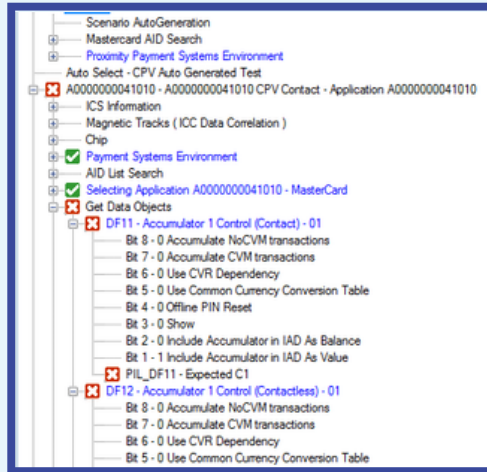 Scenario AutoGeneration
Mastercard AID Search
Proximity Payment Systems Environment
Auto Select - CPV Auto Generated Test
A0000000041010 - A0000000041010 CPV Contact - Application A0000000041010
ICS Information
Magnetic Tracks ( ICC Data Correlation )
Chip
Payment Systems Environment
AID List Search
Selecting Application A0000000041010 - MasterCard
Get Data Objects
DF11 - Accumulator 1 Control (Contact) - 01
Bit 8 - 0 Accumulate NoCVM transactions
Bit 7 - 0 Accumulate CVM transactions
Bit 6 - 0 Use CVR Dependency
Bit 5 - 0 Use Common Currency Conversion Table
Bit 4 - 0 Offline PIN Reset
Bit 3 - 0 Show
Bit 2 - 0 Include Accumulator in IAD As Balance
Bit 1 - 1 Include Accumulator in IAD As Value
PIL_DF11 - Expected C1
DF12 - Accumulator 1 Control (Contactless) - 01
Bit 8 - 0 Accumulate NoCVM transactions
Bit 7 - 0 Accumulate CVM transactions
Bit 6 - 0 Use CVR Dependency
Bit 5 - 0 Use Common Currency Conversion Table